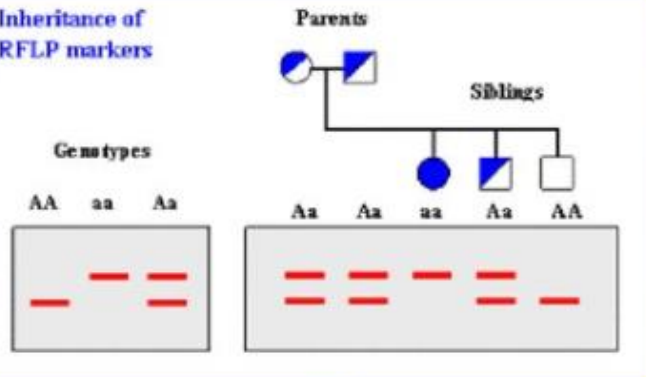 Inheritance of
RFLP markers
Parents
Siblings
Genotypes
AA aa Aa
Aa Aa aa Aa AA